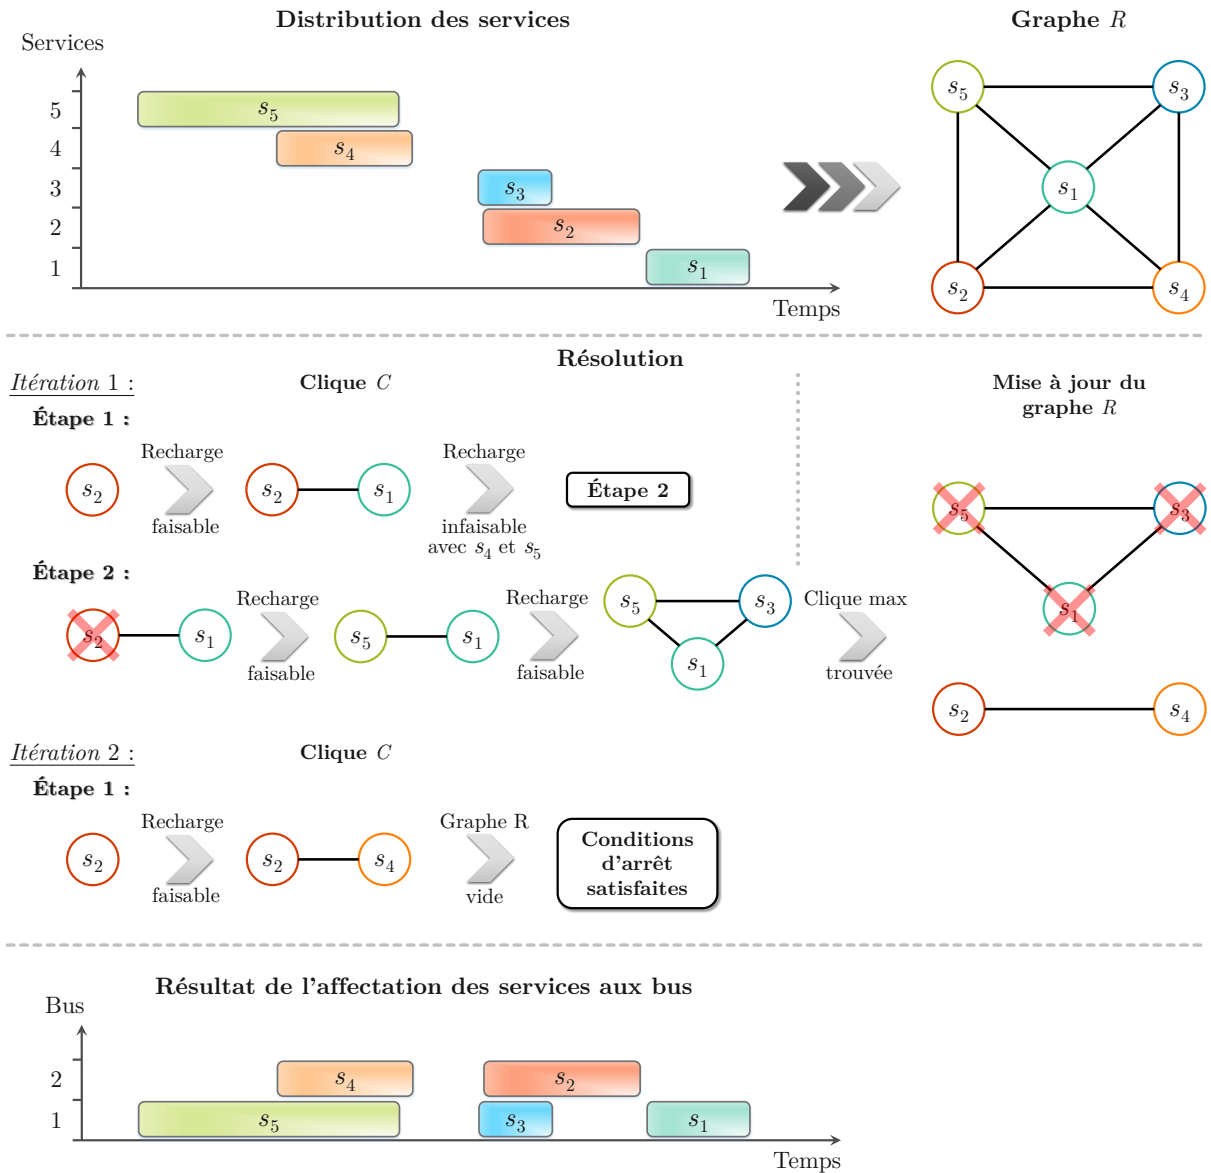 Distribution des services
Graphe R
Services
5
4
3
2
1
s5
s4
s3
s2
s1
Temps
s5
s3
s1
s2
s4
Résolution
Itération 1 :
Clique C
Mise à jour du
graphe R
Étape 1 :
s2
Recharge
faisable
s2
s1
Recharge
infaisable
avec s4 et s5
Étape 2
s5
s3
s1
s2
s4
Étape 2 :
s2
s1
Recharge
faisable
s5
s1
Recharge
faisable
s5
s3
s1
Clique max
trouvée
Itération 2 :
Clique C
Étape 1 :
s2
Recharge
faisable
s2
s4
Graphe R
vide
Conditions
d'arrêt
satisfaites
Résultat de l'affectation des services aux bus
Bus
2
1
s4
s2
s5
s3
s1
Temps